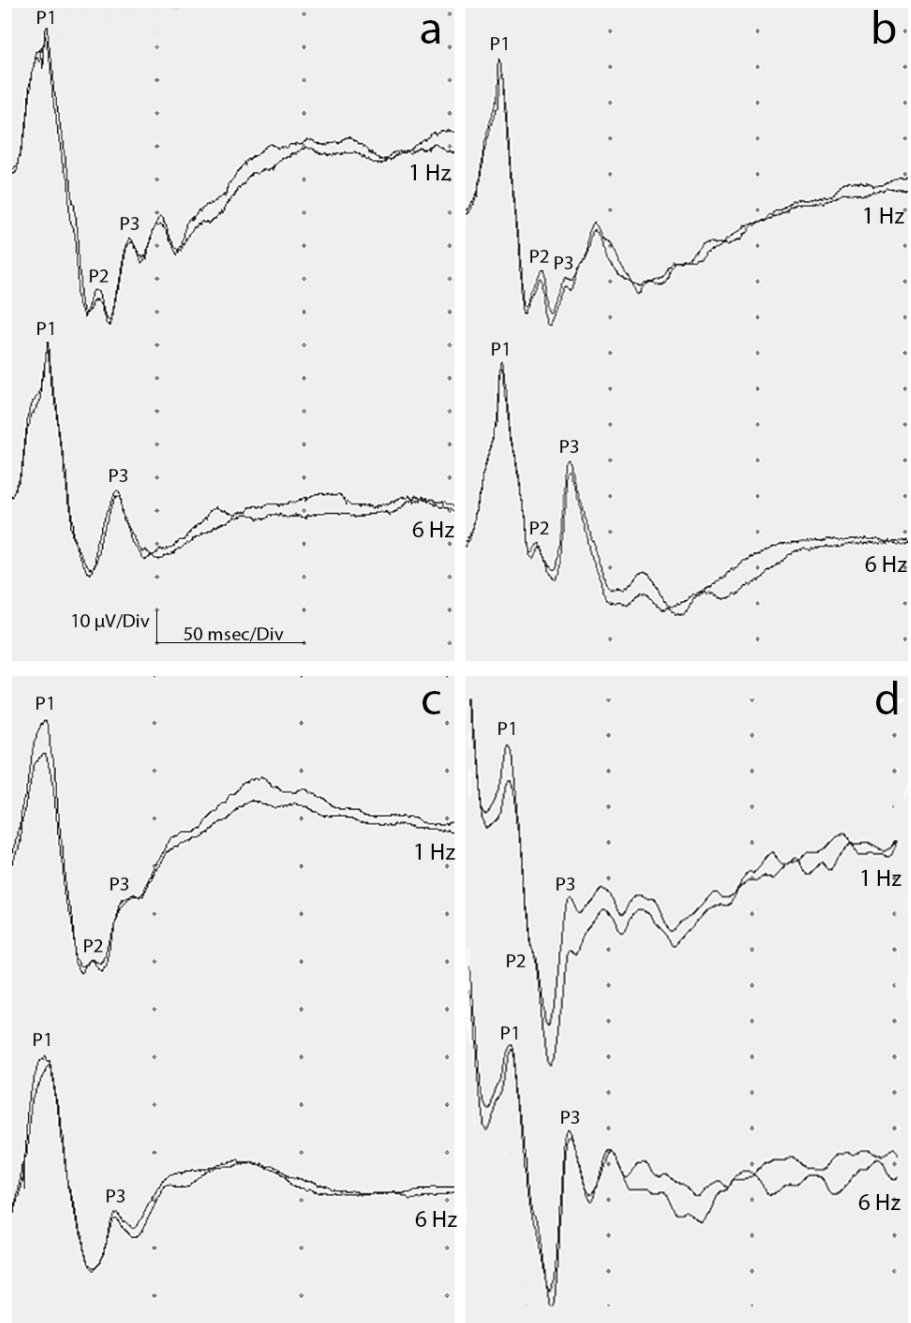 P1
a
P3
P2
1 Hz
P1
P3
6 Hz
10 µV/Div
50 msec/Div
P1
b
P2
P3
1 Hz
P1
P3
P2
6 Hz
P1
c
P3
P2
1 Hz
P1
P3
6 Hz
d
P1
P3
1 Hz
P2
P1
P3
6 Hz